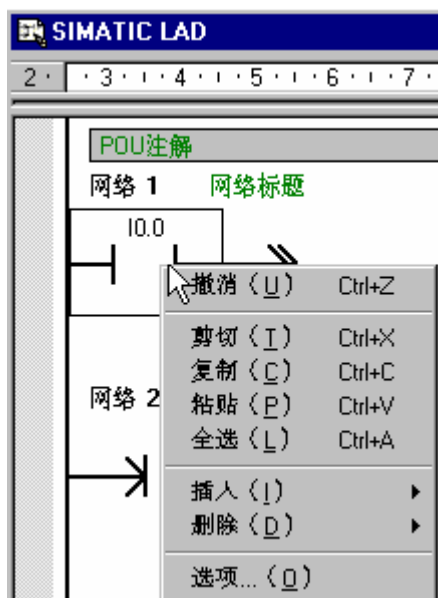 SIMATIC LAD
2 · · 3 · ı · 4 · ı · 5 · ı · 6 · ı · 7 ·
POU注解
网络 1 网络标题
I0.0
撤消（U） Ctrl+Z
剪切（T） Ctrl+X
复制（C） Ctrl+C
网络 2
粘贴（P） Ctrl+V
全选（L） Ctrl+A
插入（I）
删除（D）
选项...（O）